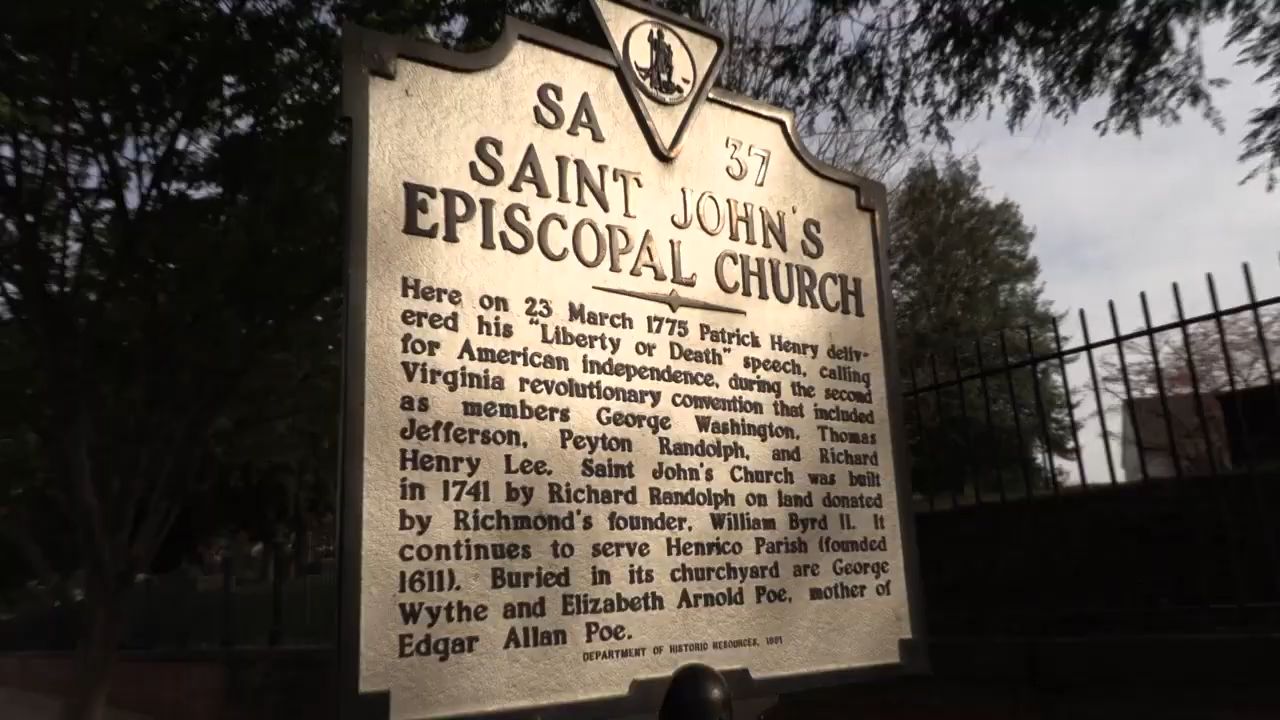 SA 37
SAINT JOHN'S
EPISCOPAL CHURCH
Here on 23 March 1775 Patrick Henry deliv-
ered his "Liberty or Death" speech, calling
for American independence, during the second
Virginia revolutionary convention that included
as members George Washington, Thomas
Jefferson, Peyton Randolph, and Richard
Henry Lee. Saint John's Church was built
in 1741 by Richard Randolph on land donated
by Richmond's founder, William Byrd II. It
continues to serve Henrico Parish (founded
1611). Buried in its churchyard are George
Wythe and Elizabeth Arnold Poe, mother of
Edgar Allan Poe.
DEPARTMENT OF HISTORIC RESOURCES, 1991